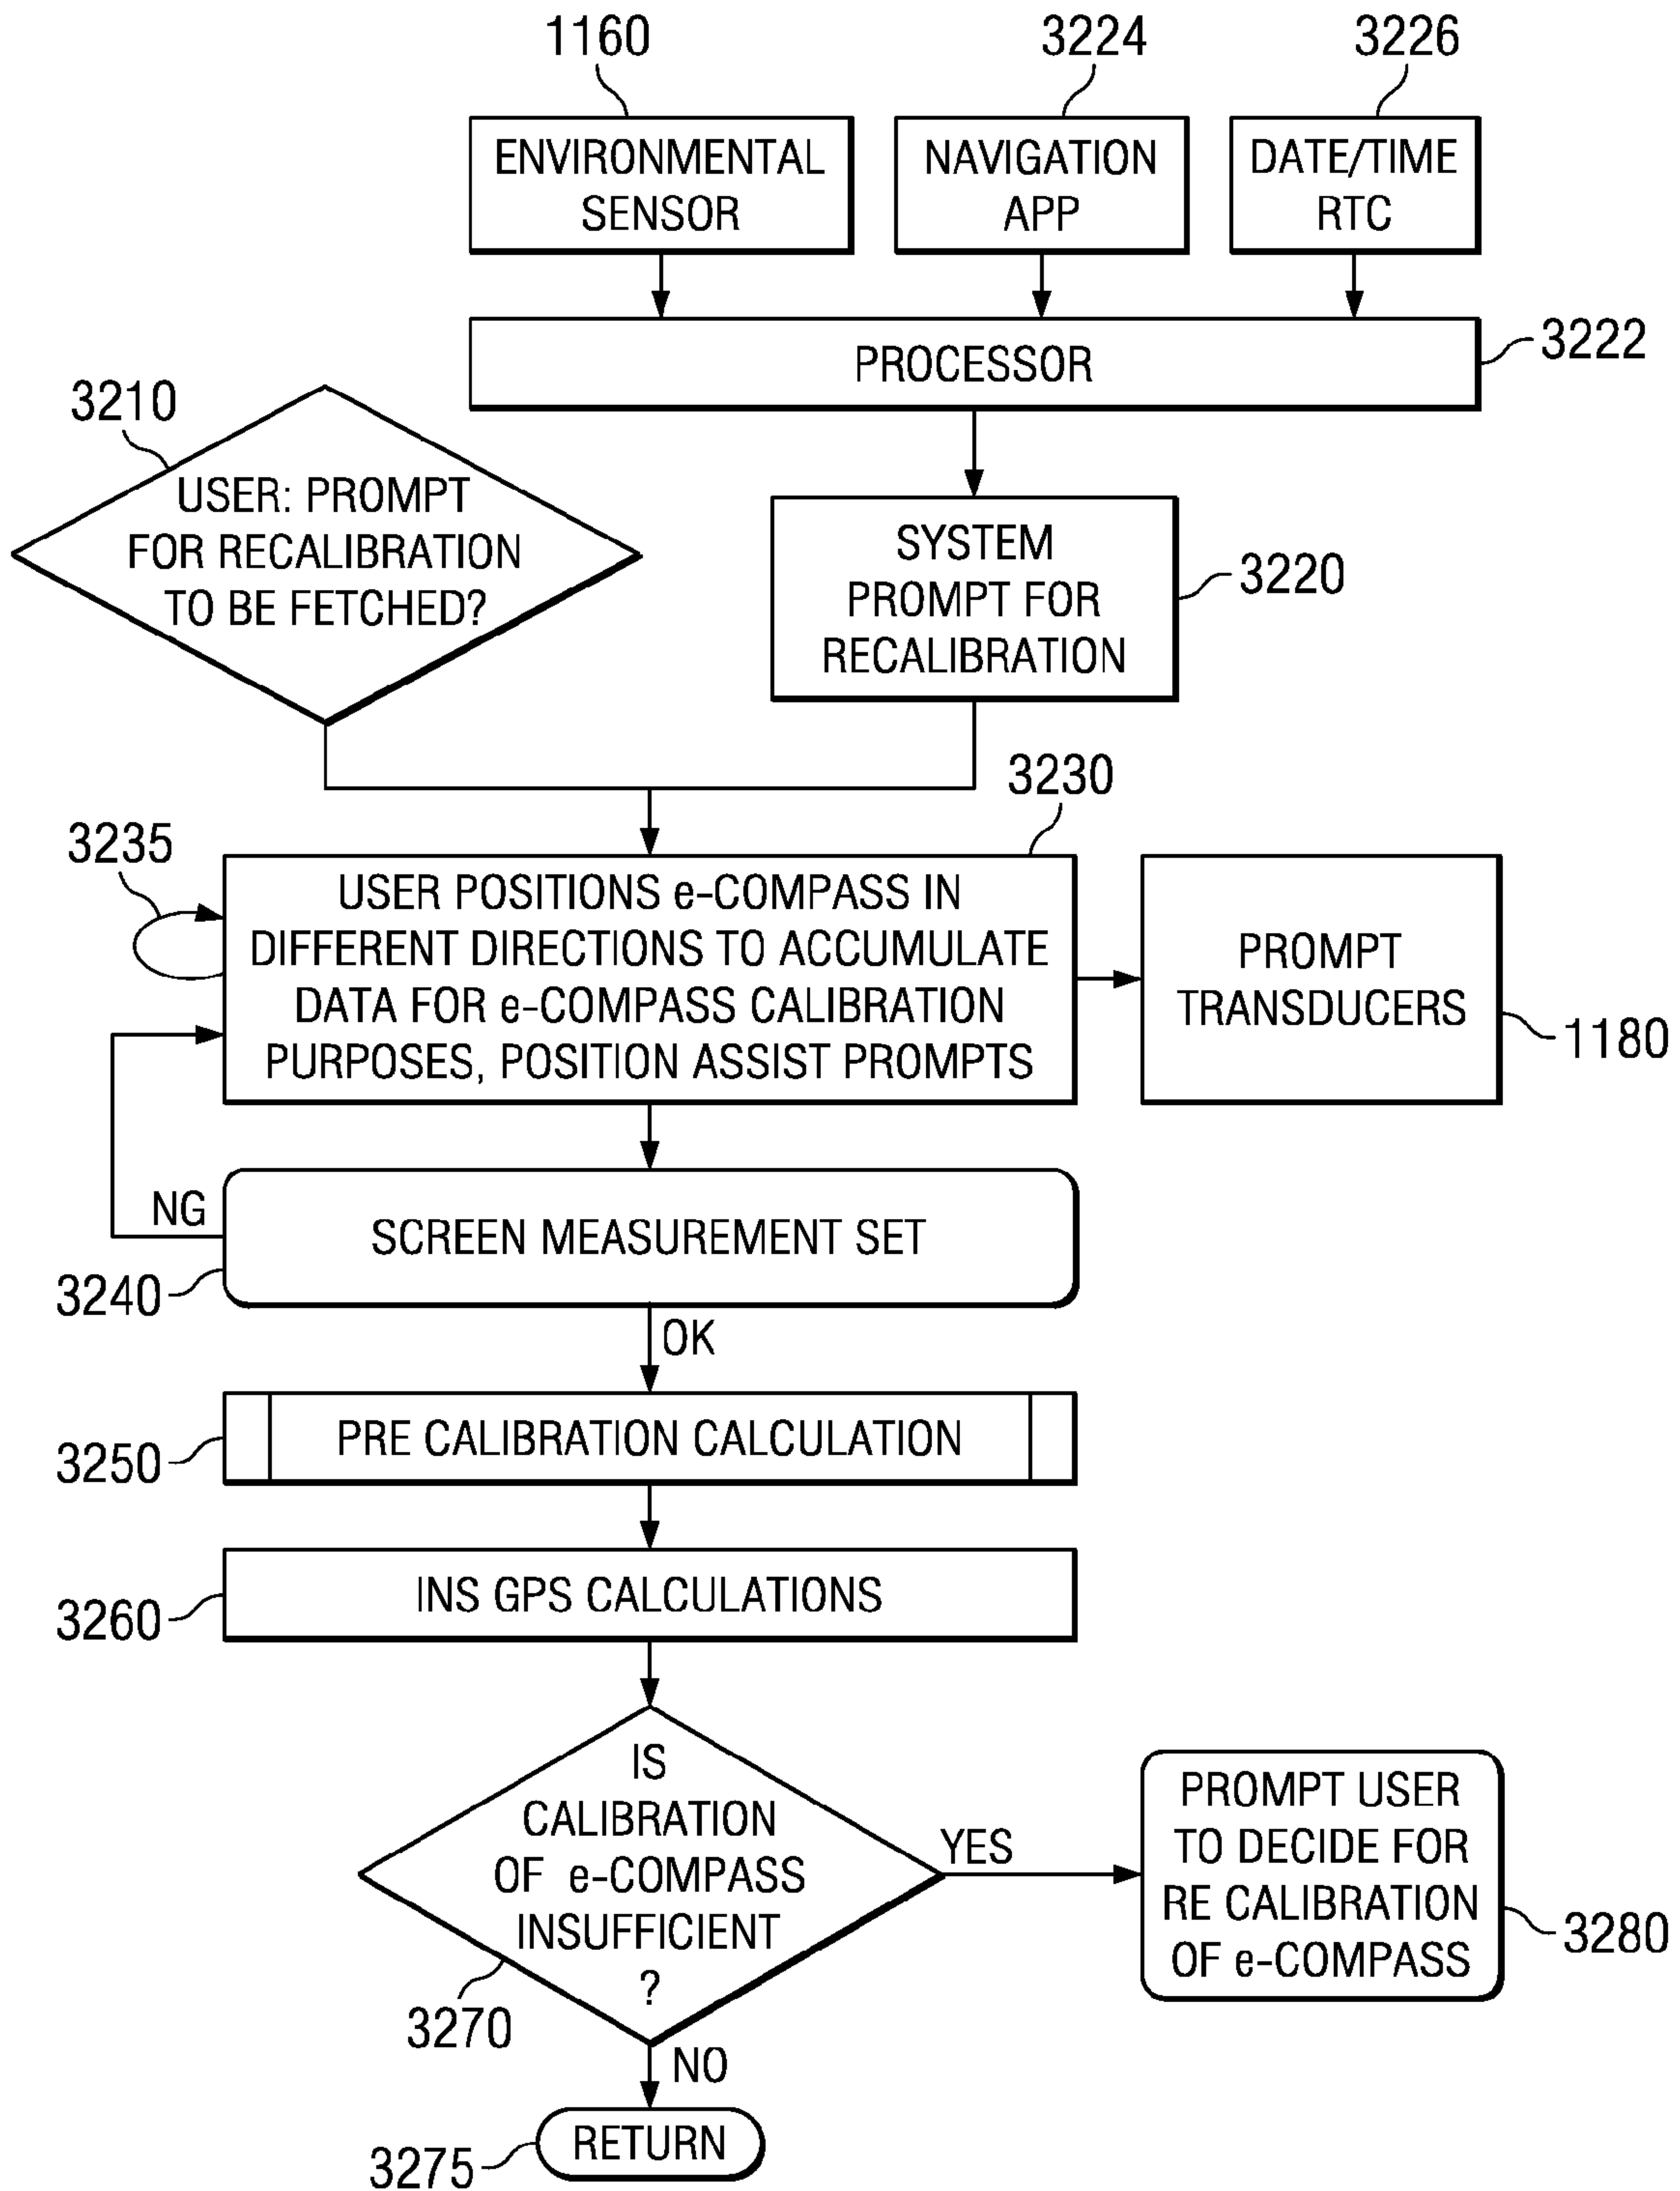 1160
3224
3226
ENVIRONMENTAL
SENSOR
NAVIGATION
APP
DATE/TIME
RTC
PROCESSOR
3222
3210
USER: PROMPT
FOR RECALIBRATION
TO BE FETCHED?
SYSTEM
PROMPT FOR
RECALIBRATION
3220
3230
3235
USER POSITIONS e-COMPASS IN
DIFFERENT DIRECTIONS TO ACCUMULATE
DATA FOR e-COMPASS CALIBRATION
PURPOSES, POSITION ASSIST PROMPTS
PROMPT
TRANSDUCERS
1180
NG
SCREEN MEASUREMENT SET
3240
OK
PRE CALIBRATION CALCULATION
3250
INS GPS CALCULATIONS
3260
IS
CALIBRATION
OF e-COMPASS
INSUFFICIENT
?
3270
YES
PROMPT USER
TO DECIDE FOR
RE CALIBRATION
OF e-COMPASS
3280
NO
RETURN
3275